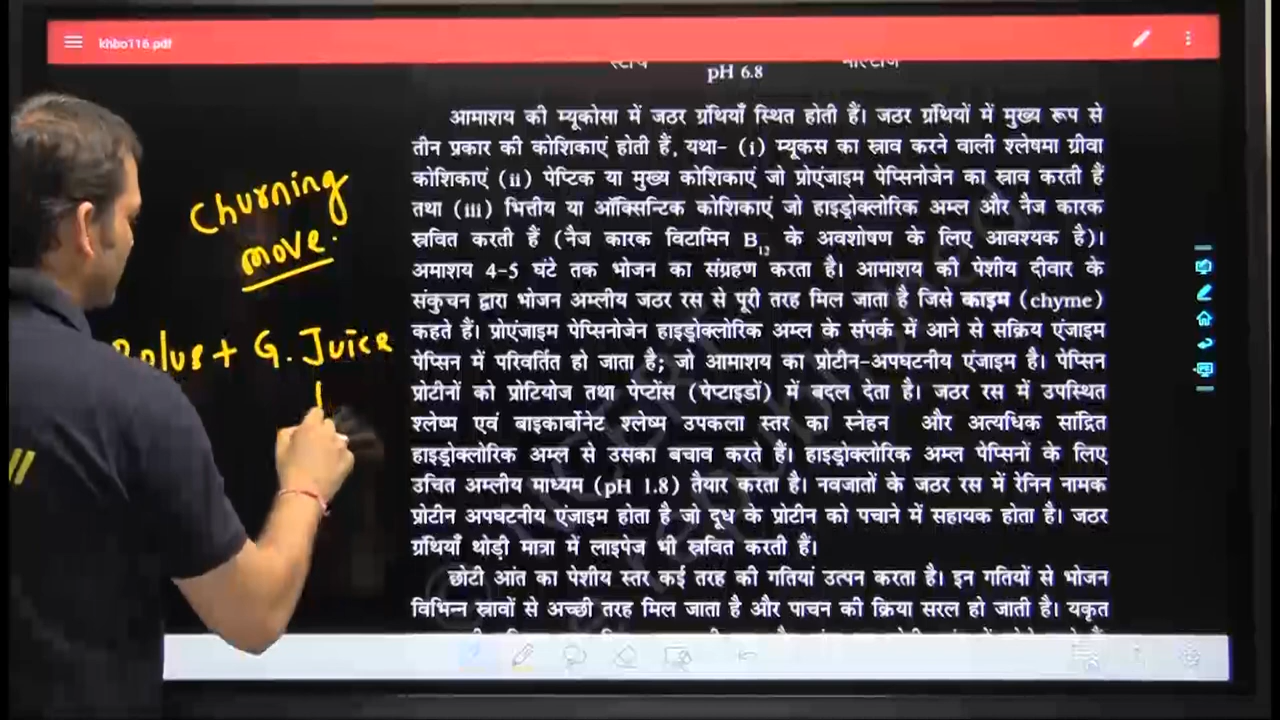 khbo116.pdf
pH 6.8
आमाशय की म्यूकोसा में जठर ग्रंथियाँ स्थित होती हैं। जठर ग्रंथियों में मुख्य रूप से
तीन प्रकार की कोशिकाएं होती हैं, यथा- (i) म्यूकस का स्राव करने वाली श्लेषमा ग्रीवा
कोशिकाएं (ii) पेप्टिक या मुख्य कोशिकाएं जो प्रोएंजाइम पेप्सिनोजेन का स्राव करती हैं
तथा (iii) भित्तीय या ऑक्सिन्टिक कोशिकाएं जो हाइड्रोक्लोरिक अम्ल और नैज कारक
स्रवित करती हैं (नैज कारक विटामिन B12 के अवशोषण के लिए आवश्यक है)।
अमाशय 4-5 घंटे तक भोजन का संग्रहण करता है। आमाशय की पेशीय दीवार के
संकुचन द्वारा भोजन अम्लीय जठर रस से पूरी तरह मिल जाता है जिसे काइम (chyme)
कहते हैं। प्रोएंजाइम पेप्सिनोजेन हाइड्रोक्लोरिक अम्ल के संपर्क में आने से सक्रिय एंजाइम
पेप्सिन में परिवर्तित हो जाता है; जो आमाशय का प्रोटीन-अपघटनीय एंजाइम है। पेप्सिन
प्रोटीनों को प्रोटियोज तथा पेप्टोंस (पेप्टाइडों) में बदल देता है। जठर रस में उपस्थित
श्लेष्म एवं बाइकार्बोनेट श्लेष्म उपकला स्तर का स्नेहन और अत्यधिक सांद्रित
हाइड्रोक्लोरिक अम्ल से उसका बचाव करते हैं। हाइड्रोक्लोरिक अम्ल पेप्सिनों के लिए
उचित अम्लीय माध्यम (pH 1.8) तैयार करता है। नवजातों के जठर रस में रेनिन नामक
प्रोटीन अपघटनीय एंजाइम होता है जो दूध के प्रोटीन को पचाने में सहायक होता है। जठर
ग्रंथियाँ थोड़ी मात्रा में लाइपेज भी स्रवित करती हैं।
छोटी आंत का पेशीय स्तर कई तरह की गतियां उत्पन करता है। इन गतियों से भोजन
विभिन्न स्रावों से अच्छी तरह मिल जाता है और पाचन की क्रिया सरल हो जाती है। यकृत
Churning
move.
+ G. Juice